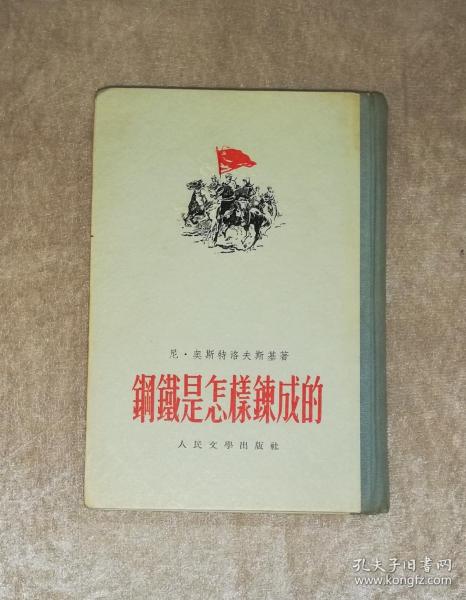 尼·奥斯特洛夫斯基著
鋼鐵是怎樣鍊成的
人民文學出版社
孔夫子旧书网
www.kongfz.com